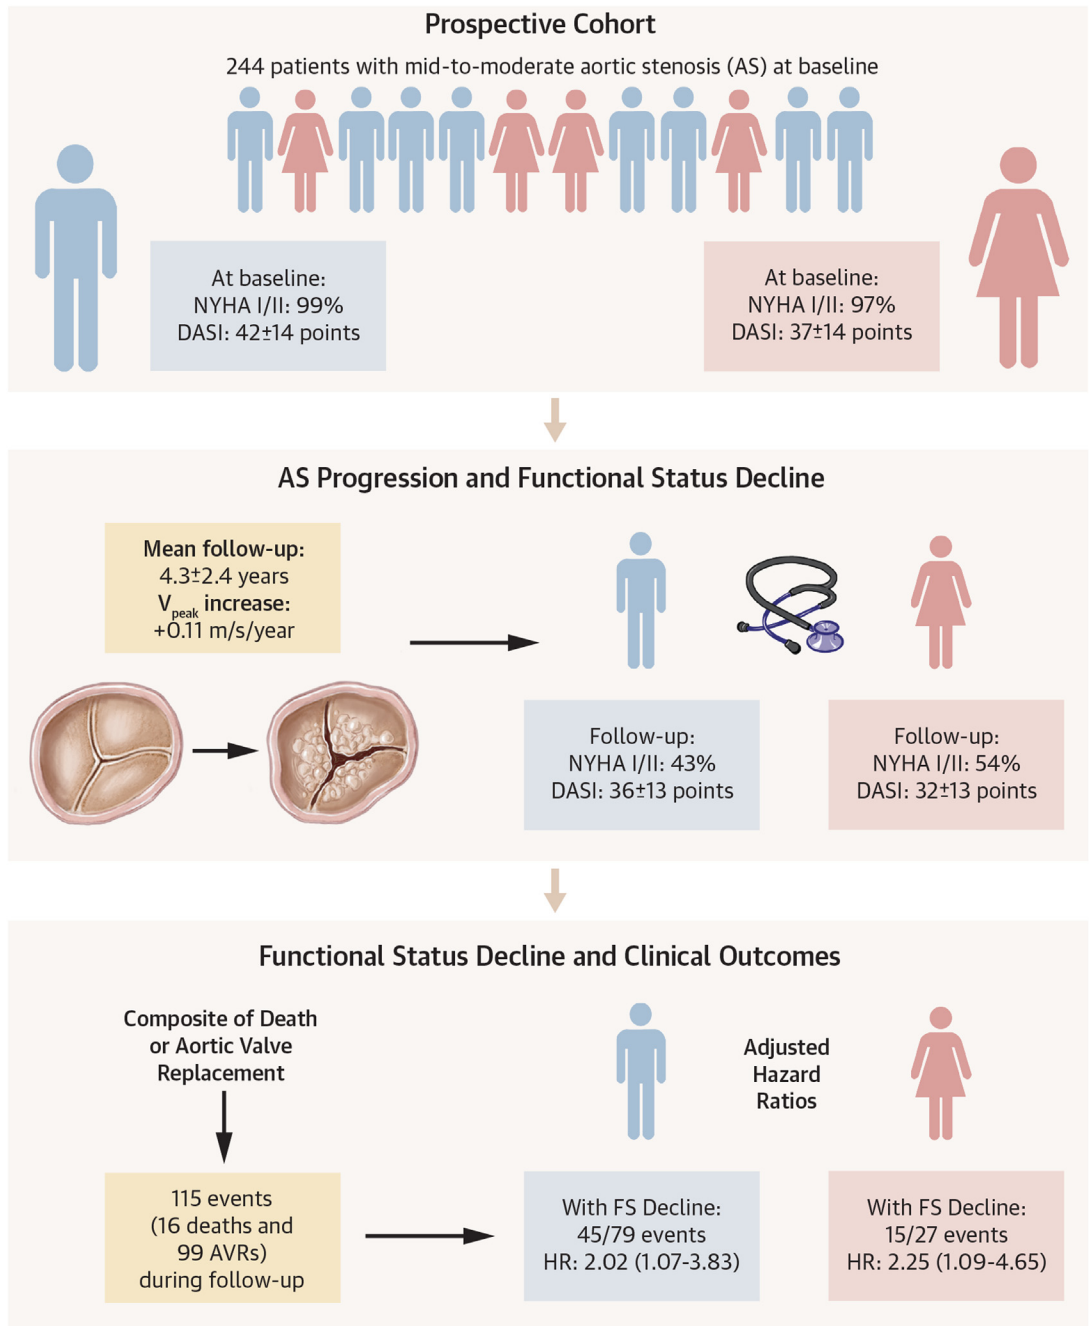 Prospective Cohort
244 patients with mid-to-moderate aortic stenosis (AS) at baseline
At baseline:
NYHA I/II: 99%
DASI: 42±14 points
At baseline:
NYHA I/II: 97%
DASI: 37±14 points
AS Progression and Functional Status Decline
Mean follow-up:
4.3±2.4 years
Vpeak increase:
+0.11 m/s/year
Follow-up:
NYHA I/II: 43%
DASI: 36±13 points
Follow-up:
NYHA I/II: 54%
DASI: 32±13 points
Functional Status Decline and Clinical Outcomes
Composite of Death
or Aortic Valve
Replacement
115 events
(16 deaths and
99 AVRs)
during follow-up
Adjusted
Hazard
Ratios
With FS Decline:
45/79 events
HR: 2.02 (1.07-3.83)
With FS Decline:
15/27 events
HR: 2.25 (1.09-4.65)